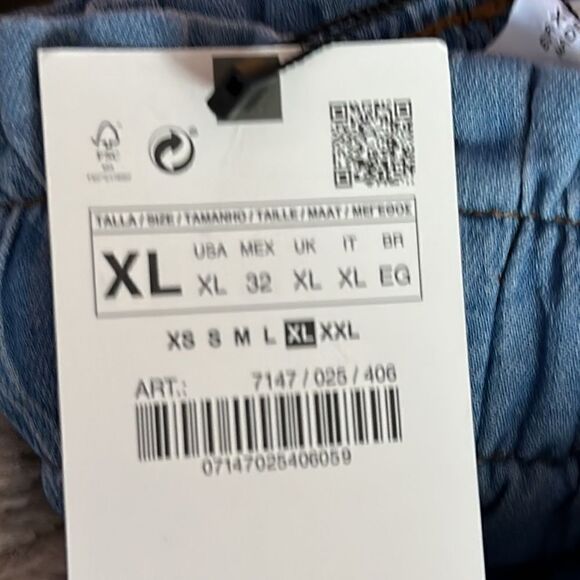 FSC
TALLA / SIZE / TAMANHO / TAILLE / MAAT /
XL
USA MEX UK IT BR
XL 32 XL XL EG
XS S M L XL XXL
ART.: 7147 / 025 / 406
07147025406059